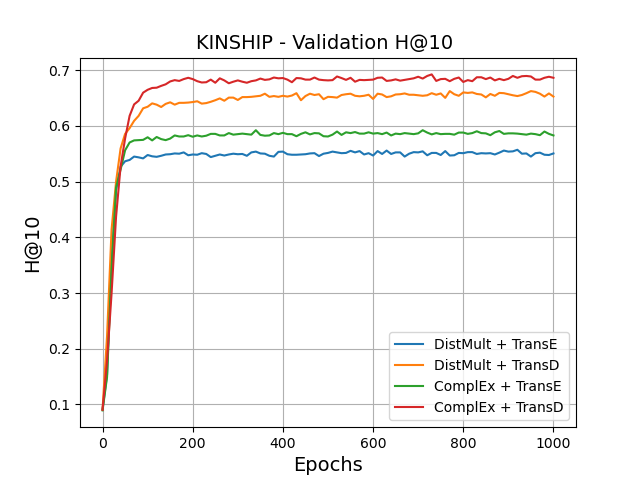 KINSHIP - Validation H@10
H@10
0.7
0.6
0.5
0.4
0.3
0.2
0.1
DistMult + TransE
DistMult + TransD
ComplEx + TransE
ComplEx + TransD
0 200 400 600 800 1000
Epochs